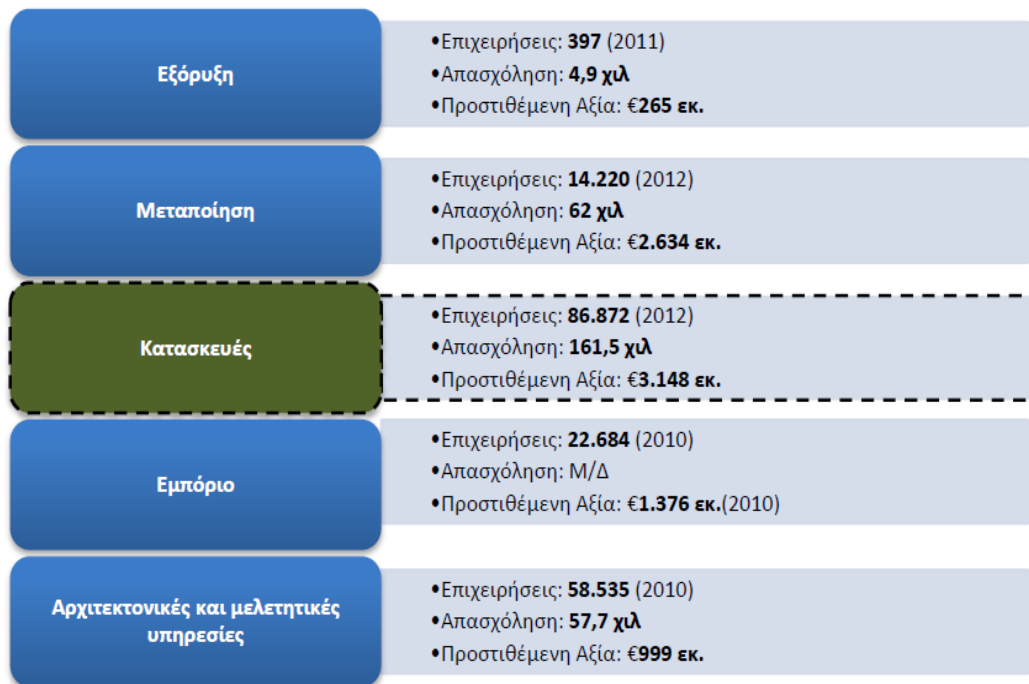 Εξόρυξη
•Επιχειρήσεις: 397 (2011)
•Απασχόληση: 4,9 χιλ
•Προστιθέμενη Αξία: €265 εκ.
Μεταποίηση
•Επιχειρήσεις: 14.220 (2012)
•Απασχόληση: 62 χιλ
•Προστιθέμενη Αξία: €2.634 εκ.
Κατασκευές
•Επιχειρήσεις: 86.872 (2012)
•Απασχόληση: 161,5 χιλ
•Προστιθέμενη Αξία: €3.148 εκ.
Εμπόριο
•Επιχειρήσεις: 22.684 (2010)
•Απασχόληση: Μ/Δ
•Προστιθέμενη Αξία: €1.376 εκ.(2010)
Αρχιτεκτονικές και μελετητικές
υπηρεσίες
•Επιχειρήσεις: 58.535 (2010)
•Απασχόληση: 57,7 χιλ
•Προστιθέμενη Αξία: €999 εκ.